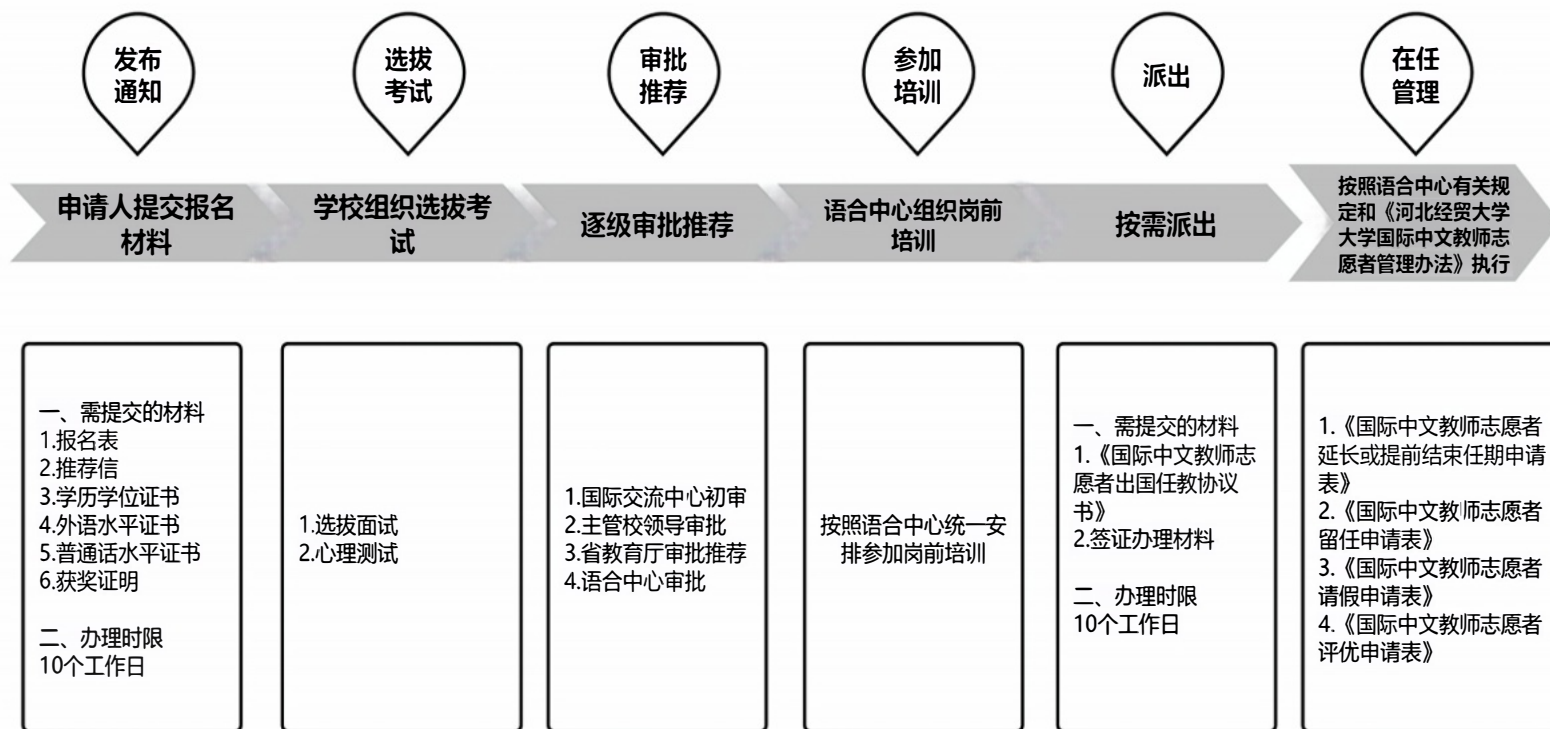 发布
通知
选拔
考试
审批
推荐
参加
培训
派出
在任
管理
申请人提交报名
材料
学校组织选拔考
试
逐级审批推荐
语合中心组织岗前
培训
按需派出
按照语合中心有关规
定和《河北经贸大学
大学国际中文教师志
愿者管理办法》执行
一、需提交的材料
1.报名表
2.推荐信
3.学历学位证书
4.外语水平证书
5.普通话水平证书
6.获奖证明
二、办理时限
10个工作日
1.选拔面试
2.心理测试
1.国际交流中心初审
2.主管校领导审批
3.省教育厅审批推荐
4.语合中心审批
按照语合中心统一安
排参加岗前培训
一、需提交的材料
1.《国际中文教师志
愿者出国任教协议
书》
2.签证办理材料
二、办理时限
10个工作日
1.《国际中文教师志愿者
延长或提前结束任期申请
表》
2.《国际中文教师志愿者
留任申请表》
3.《国际中文教师志愿者
请假申请表》
4.《国际中文教师志愿者
评优申请表》